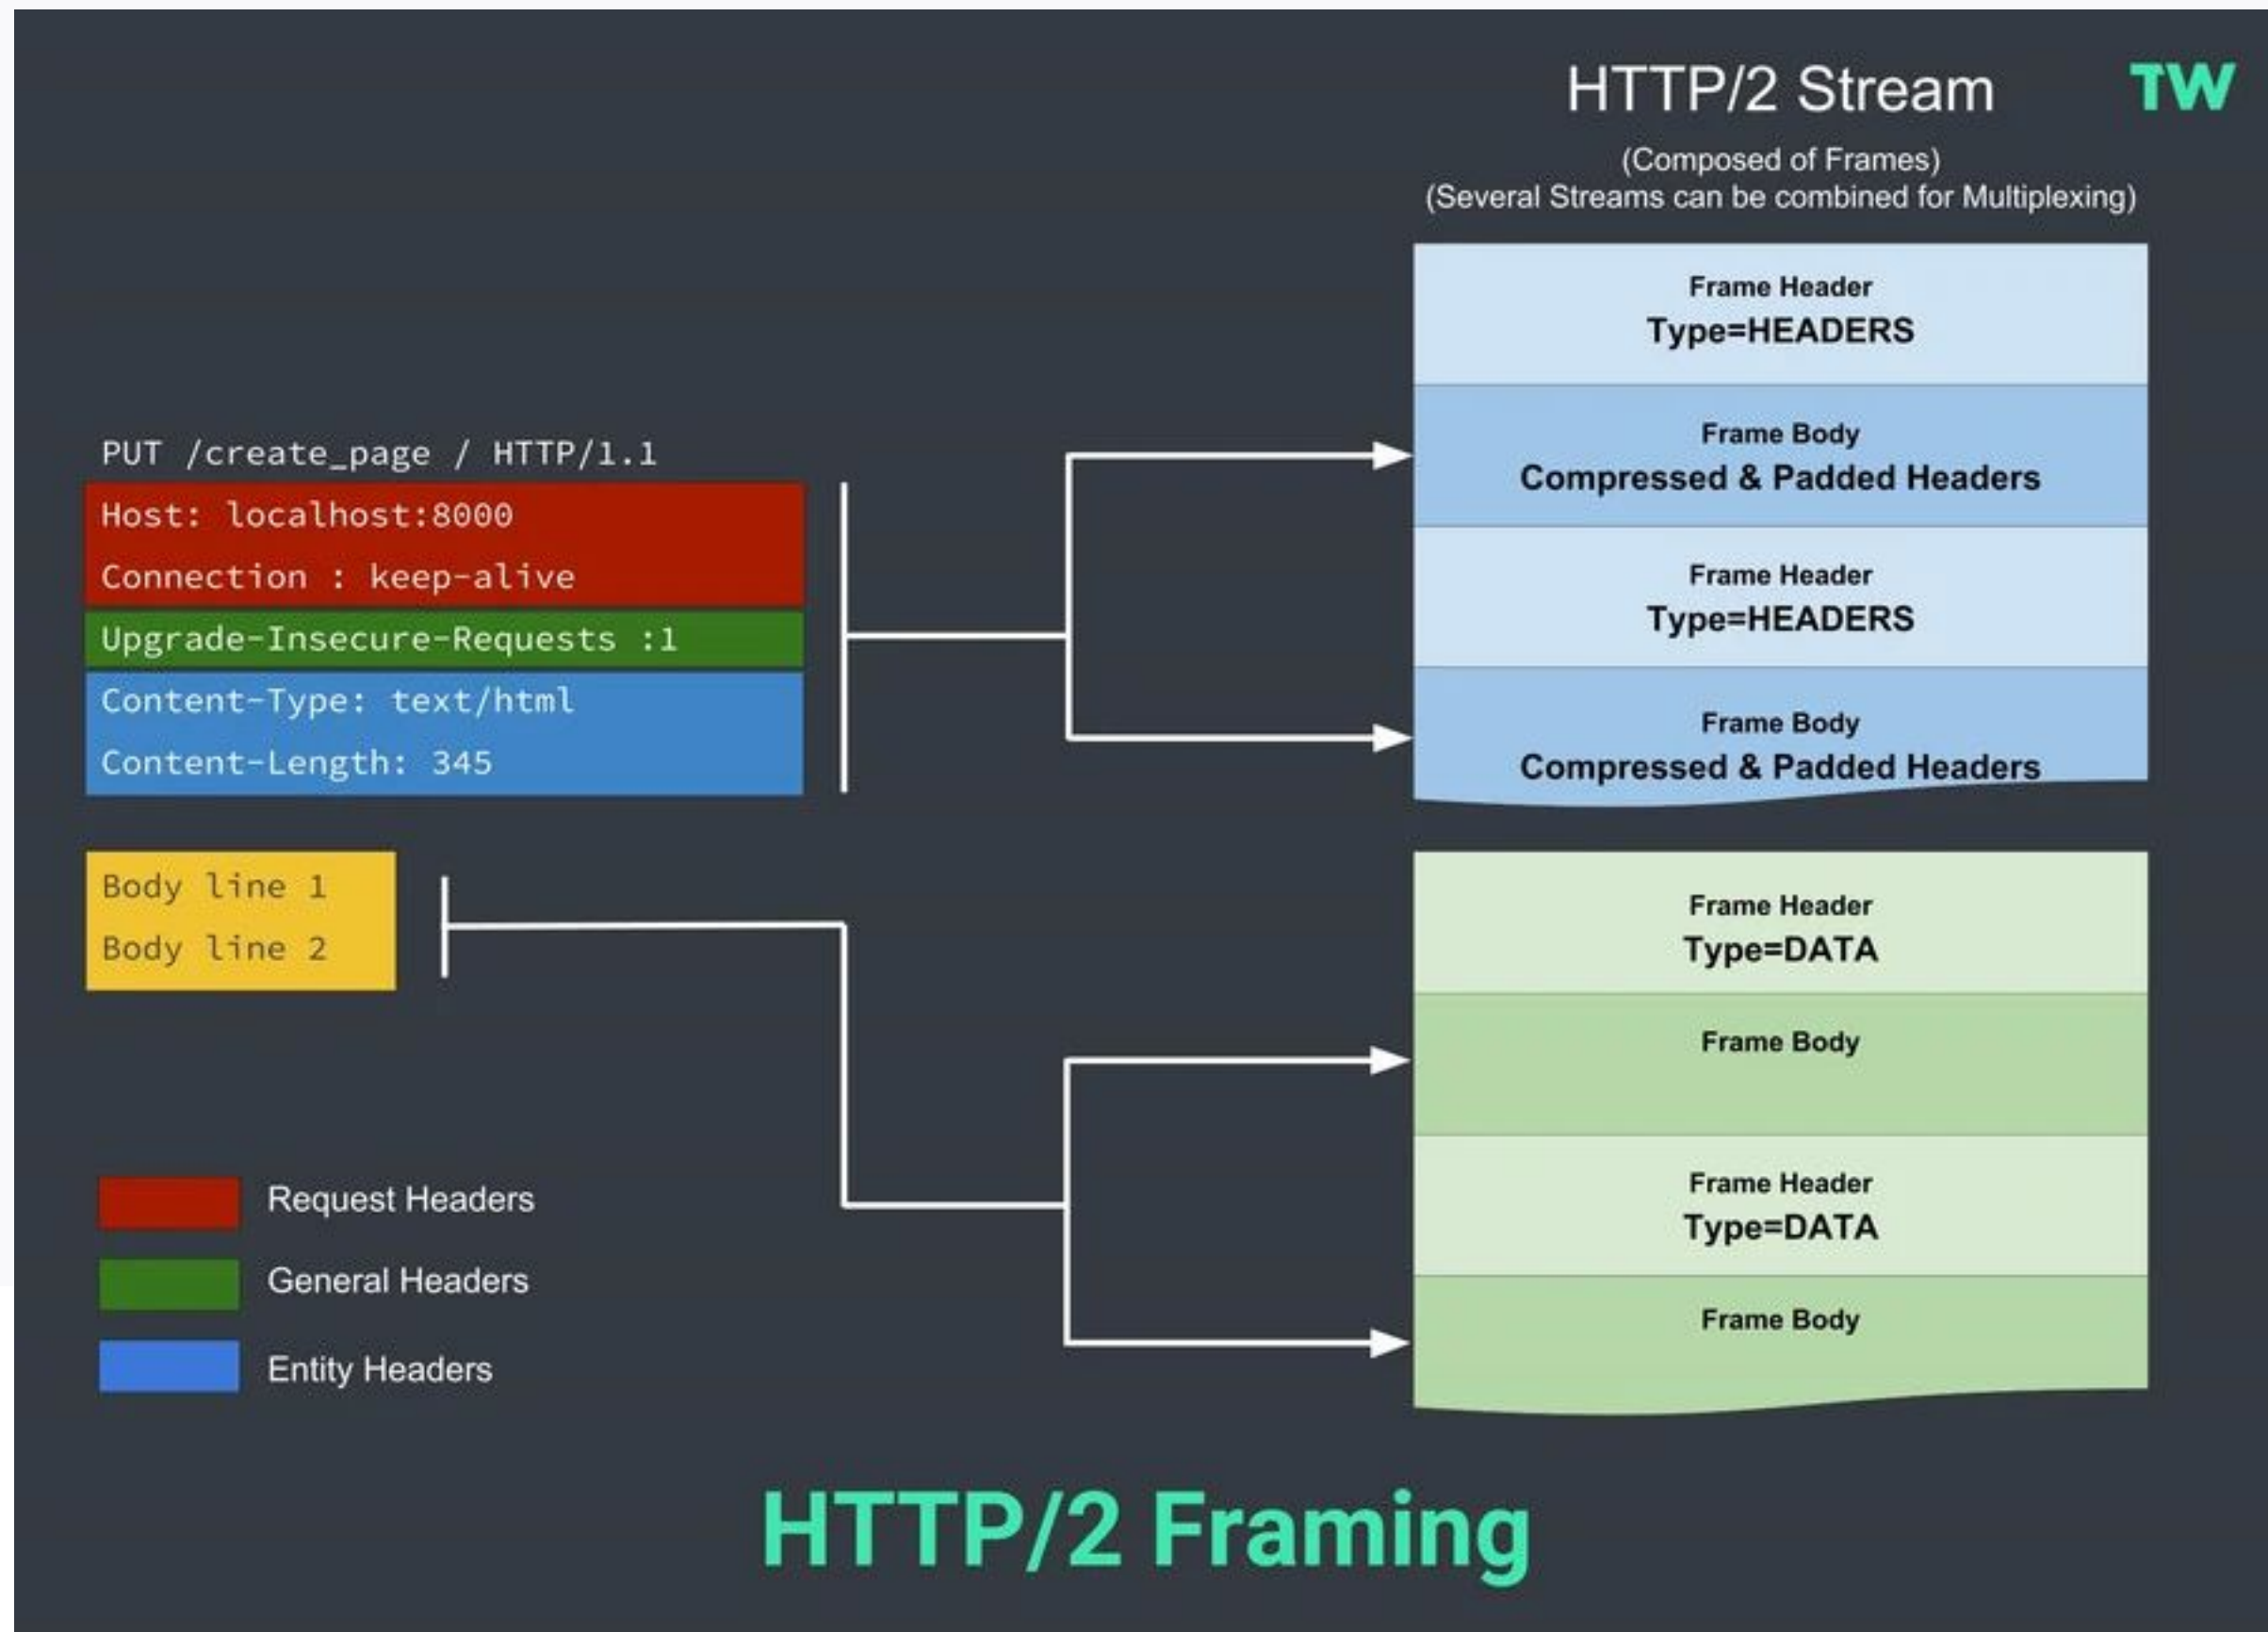 HTTP/2 Stream
TW
(Composed of Frames)
(Several Streams can be combined for Multiplexing)
PUT /create_page / HTTP/1.1
Host: localhost:8000
Connection : keep-alive
Upgrade-Insecure-Requests :1
Content-Type: text/html
Content-Length: 345
Body line 1
Body line 2
Request Headers
General Headers
Entity Headers
Frame Header
Type=HEADERS
Frame Body
Compressed & Padded Headers
Frame Header
Type=HEADERS
Frame Body
Compressed & Padded Headers
Frame Header
Type=DATA
Frame Body
Frame Header
Type=DATA
Frame Body
HTTP/2 Framing